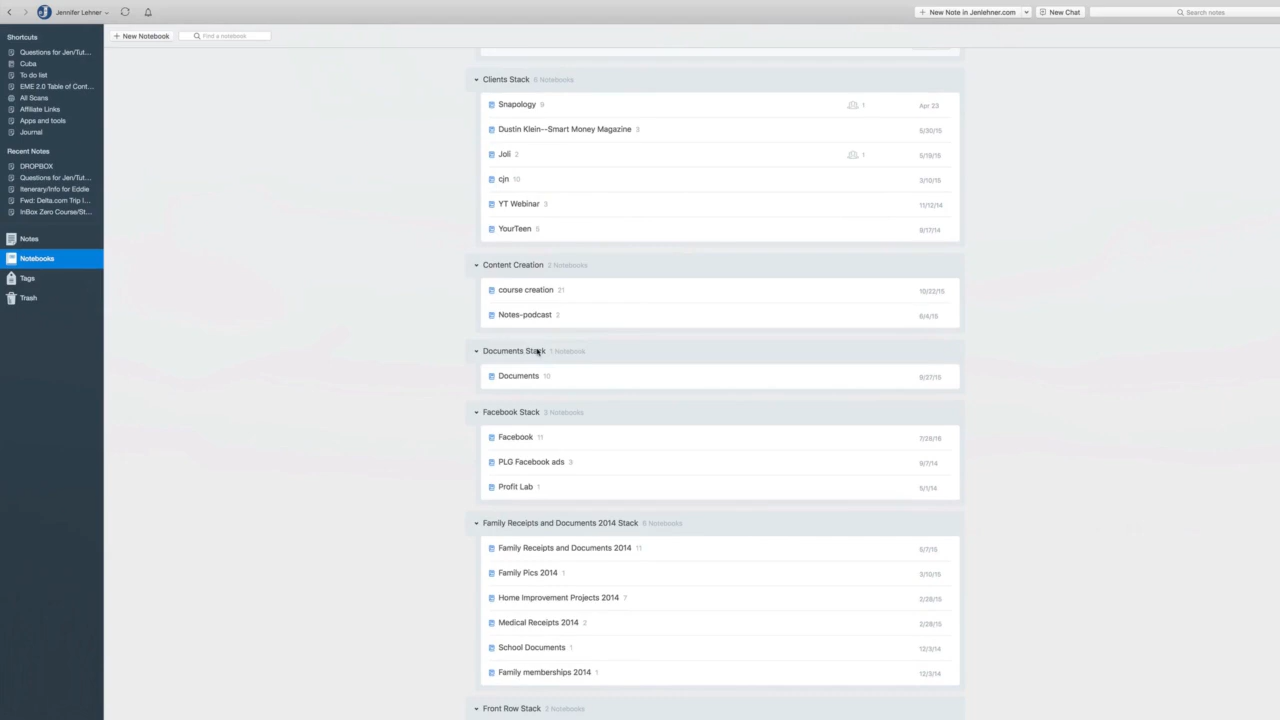 Jennifer Lehner
New Note in Jenlehner.com
New Chat
Search notes
Shortcuts
Questions for Jen/Tut...
Cuba
To do list
EME 2.0 Table of Cont...
All Scans
Affiliate Links
Apps and tools
Journal
Recent Notes
DROPBOX
Questions for Jen/Tut...
Itenerary/Info for Eddie
Fwd: Delta.com Trip I...
InBox Zero Course/St...
Notes
Notebooks
Tags
Trash
+ New Notebook
Find a notebook
Clients Stack 6 Notebooks
Snapology 9 1 Apr 23
Dustin Klein--Smart Money Magazine 3 5/30/15
Joli 2 1 5/19/15
cjn 10 3/10/15
YT Webinar 3 11/12/14
YourTeen 5 9/17/14
Content Creation 2 Notebooks
course creation 21 10/22/15
Notes-podcast 2 6/4/15
Documents Stack 1 Notebook
Documents 10 9/27/15
Facebook Stack 3 Notebooks
Facebook 11 7/26/16
PLG Facebook ads 3 9/7/14
Profit Lab 1 5/1/14
Family Receipts and Documents 2014 Stack 6 Notebooks
Family Receipts and Documents 2014 11 5/7/15
Family Pics 2014 1 3/10/15
Home Improvement Projects 2014 7 2/28/15
Medical Receipts 2014 2 2/28/15
School Documents 1 12/3/14
Family memberships 2014 1 12/3/14
Front Row Stack 2 Notebooks